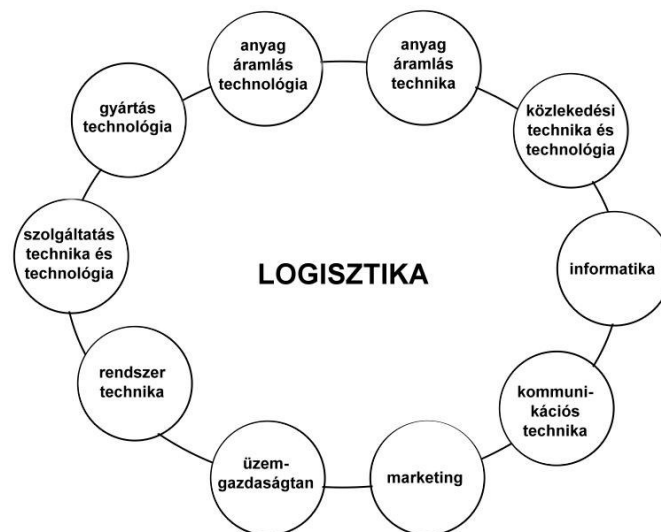 anyag
áramlás
technológia
anyag
áramlás
technika
közlekedési
technika és
technológia
informatika
kommuni-
kációs
technika
marketing
üzem-
gazdaságtan
rendszer
technika
szolgáltatás
technika és
technológia
gyártás
technológia
LOGISZTIKA